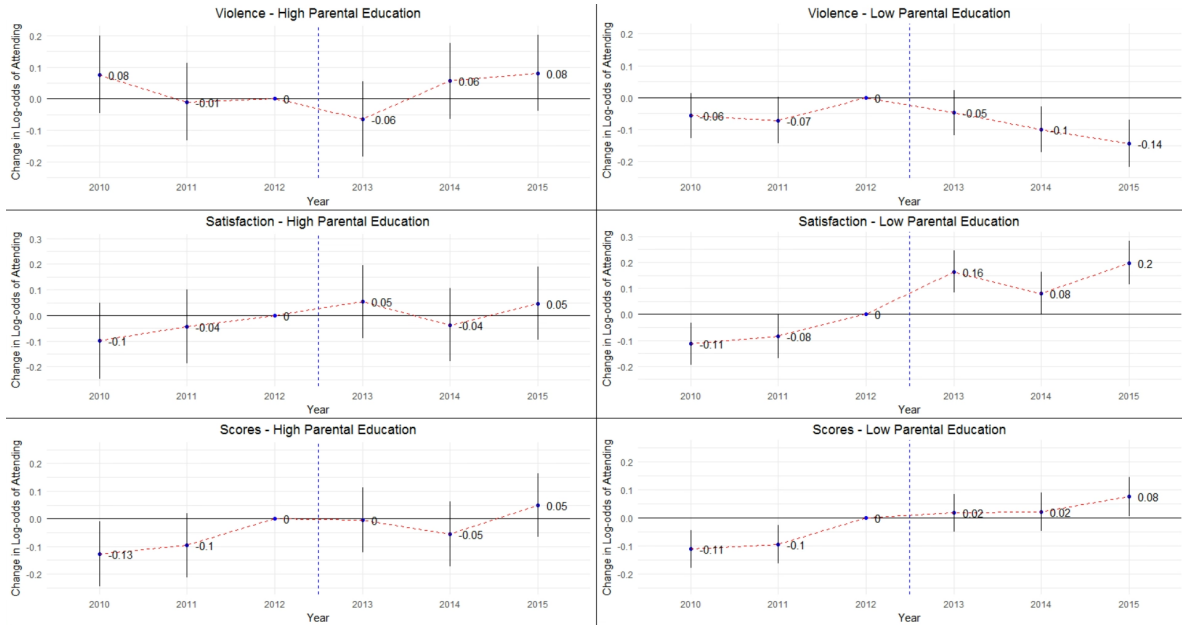 Violence - High Parental Education
Change in Log-odds of Attending
0.2
0.1
0.0
-0.1
-0.2
0.08
-0.01
0
-0.06
0.06
0.08
2010 2011 2012 2013 2014 2015
Year
Violence - Low Parental Education
Change in Log-odds of Attending
0.2
0.1
0.0
-0.1
-0.2
-0.06
-0.07
0
-0.05
-0.1
-0.14
2010 2011 2012 2013 2014 2015
Year
Satisfaction - High Parental Education
Change in Log-odds of Attending
0.3
0.2
0.1
0.0
-0.1
-0.2
-0.1
-0.04
0
0.05
-0.04
0.05
2010 2011 2012 2013 2014 2015
Year
Satisfaction - Low Parental Education
Change in Log-odds of Attending
0.3
0.2
0.1
0.0
-0.1
-0.2
-0.11
-0.08
0
0.16
0.08
0.2
2010 2011 2012 2013 2014 2015
Year
Scores - High Parental Education
Change in Log-odds of Attending
0.2
0.1
0.0
-0.1
-0.2
-0.13
-0.1
0
0
-0.05
0.05
2010 2011 2012 2013 2014 2015
Year
Scores - Low Parental Education
Change in Log-odds of Attending
0.2
0.1
0.0
-0.1
-0.2
-0.11
-0.1
0
0.02
0.02
0.08
2010 2011 2012 2013 2014 2015
Year